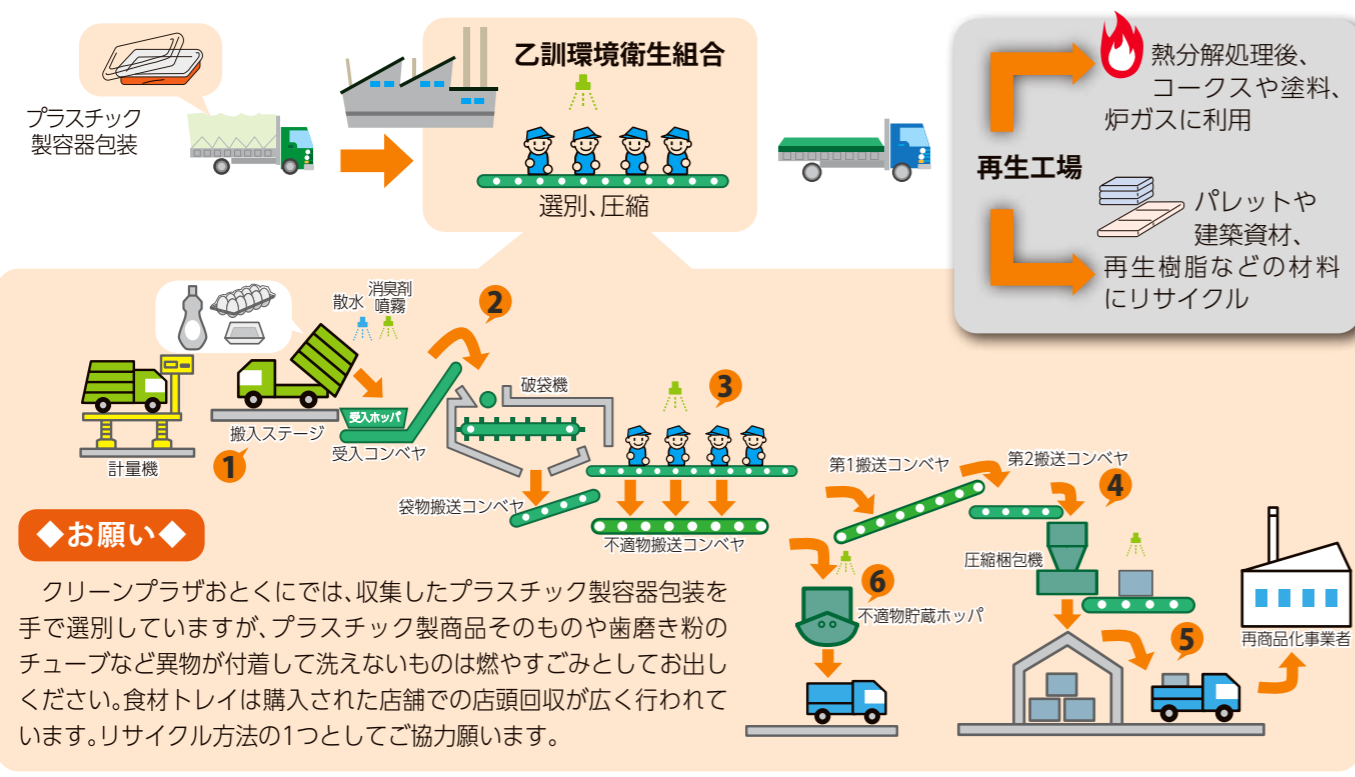 プラスチック
製容器包装
乙訓環境衛生組合
選別、圧縮
再生工場
熱分解処理後、
コークスや塗料、
炉ガスに利用
パレットや
建築資材、
再生樹脂などの材料
にリサイクル
計量機
搬入ステージ
1
散水
消臭剤
噴霧
受入ホッパ
受入コンベヤ
2
破袋機
袋物搬送コンベヤ
3
不適物搬送コンベヤ
第1搬送コンベヤ
第2搬送コンベヤ
4
圧縮梱包機
6
不適物貯蔵ホッパ
5
再商品化事業者
◆お願い◆
クリーンプラザおとくにでは、収集したプラスチック製容器包装を
手で選別していますが、プラスチック製商品そのものや歯磨き粉の
チューブなど異物が付着して洗えないものは燃やすごみとしてお出し
ください。食材トレイは購入された店舗での店頭回収が広く行われて
います。リサイクル方法の1つとしてご協力願います。